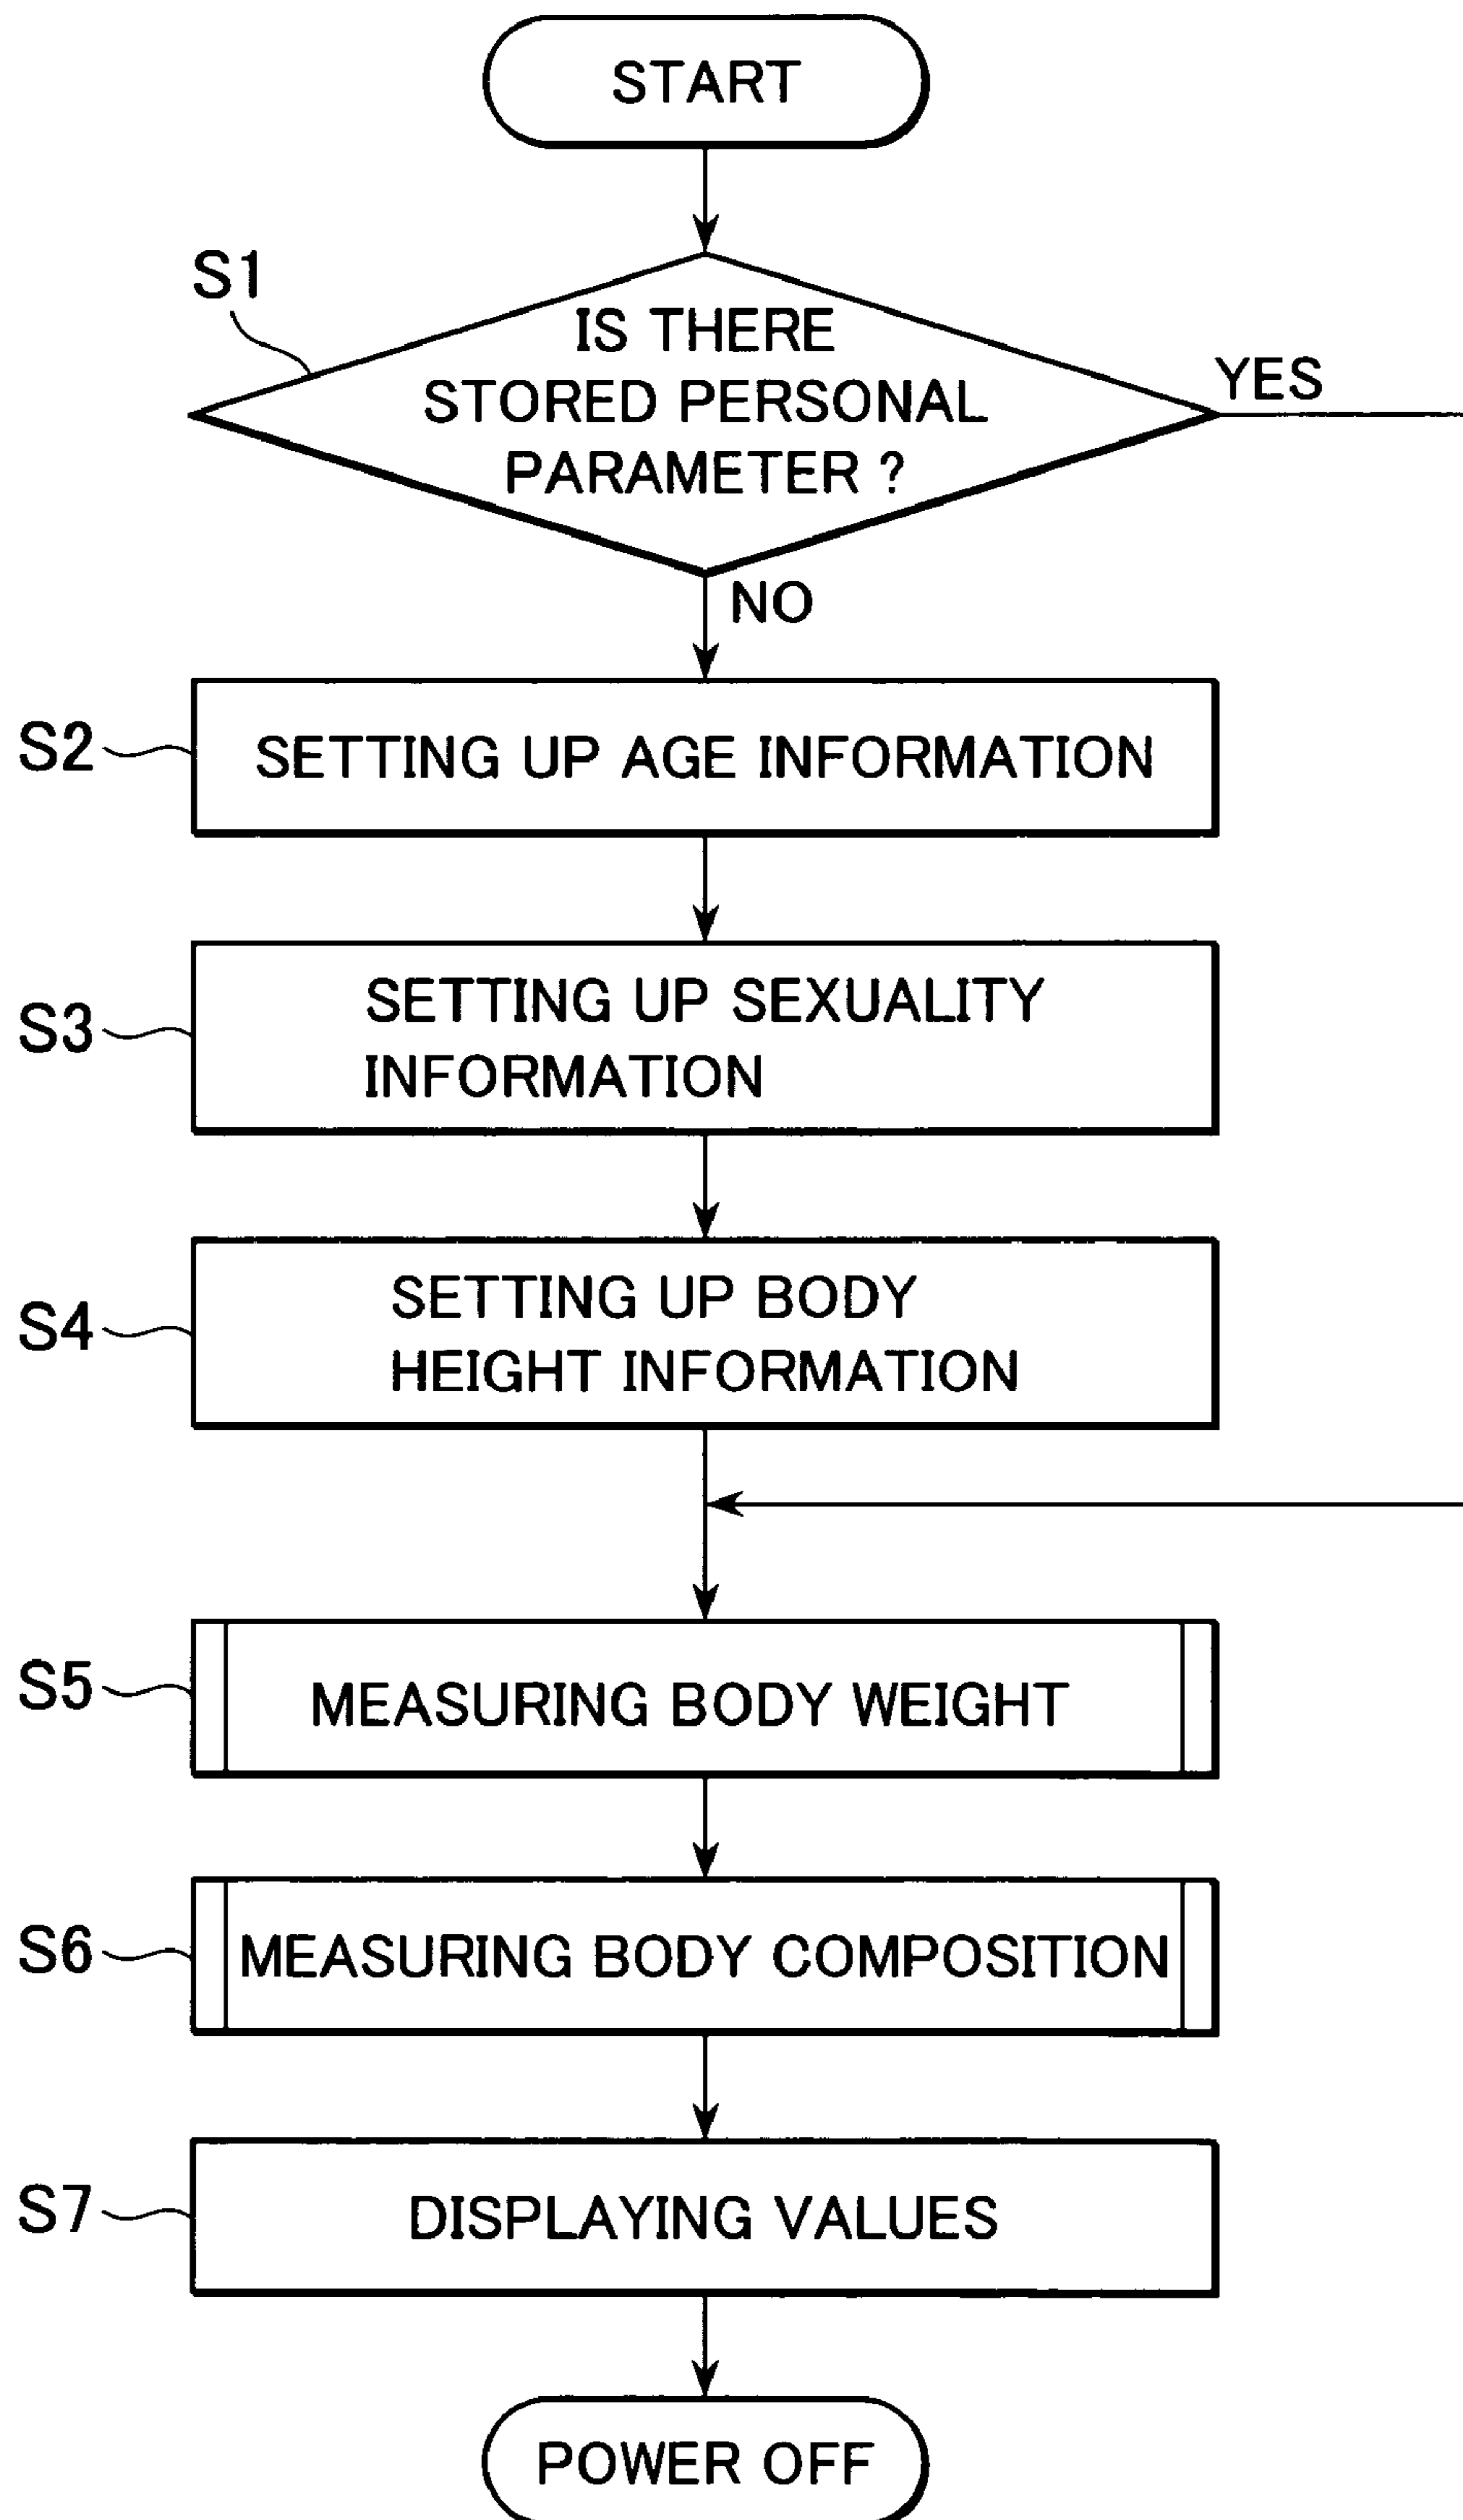 START
S1
IS THERE
STORED PERSONAL
PARAMETER ?
YES
NO
S2
SETTING UP AGE INFORMATION
S3
SETTING UP SEXUALITY
INFORMATION
S4
SETTING UP BODY
HEIGHT INFORMATION
S5
MEASURING BODY WEIGHT
S6
MEASURING BODY COMPOSITION
S7
DISPLAYING VALUES
POWER OFF